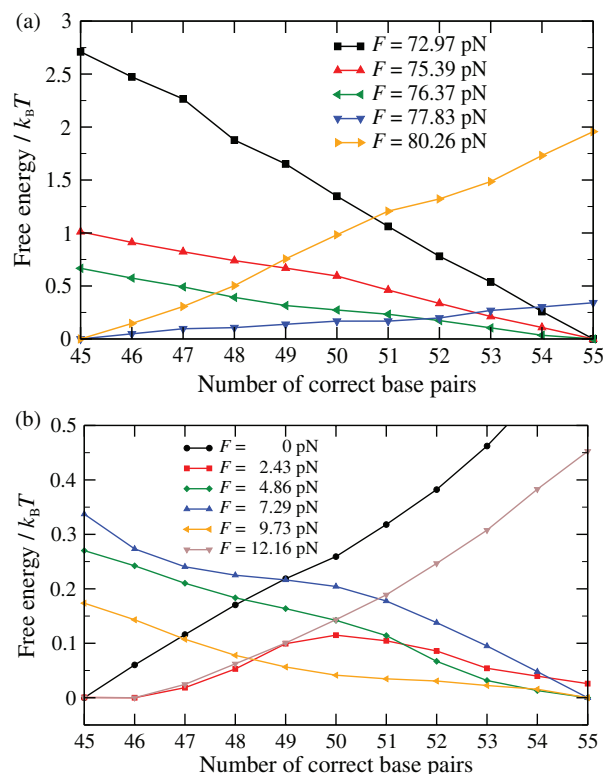 (a)
3
2.5
2
1.5
1
0.5
0
Free energy / kBT
F = 72.97 pN
F = 75.39 pN
F = 76.37 pN
F = 77.83 pN
F = 80.26 pN
45 46 47 48 49 50 51 52 53 54 55
Number of correct base pairs
(b)
0.5
0.4
0.3
0.2
0.1
0
Free energy / kBT
F = 0 pN
F = 2.43 pN
F = 4.86 pN
F = 7.29 pN
F = 9.73 pN
F = 12.16 pN
45 46 47 48 49 50 51 52 53 54 55
Number of correct base pairs